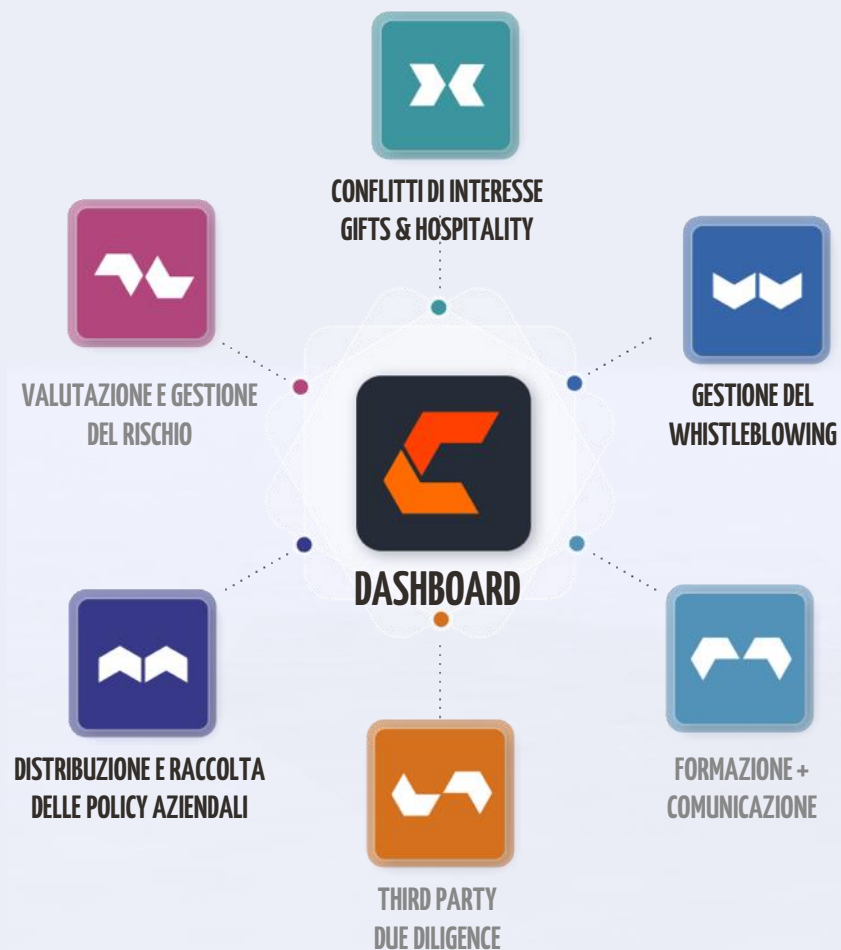 CONFLITTI DI INTERESSE
GIFTS & HOSPITALITY
VALUTAZIONE E GESTIONE
DEL RISCHIO
GESTIONE DEL
WHISTLEBLOWING
DASHBOARD
DISTRIBUZIONE E RACCOLTA
DELLE POLICY AZIENDALI
FORMAZIONE +
COMUNICAZIONE
THIRD PARTY
DUE DILIGENCE